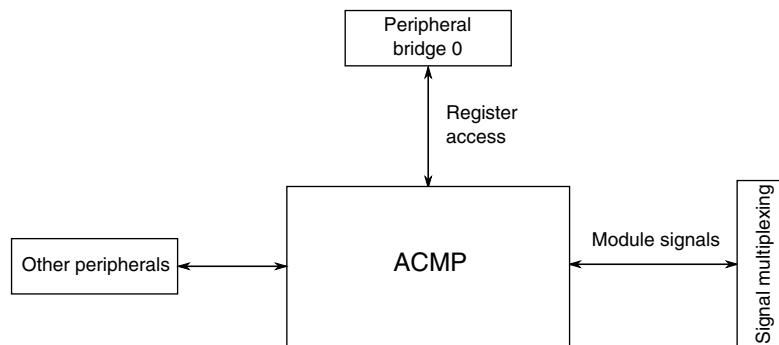 Peripheral
bridge 0
Register
access
Other peripherals
ACMP
Module signals
Signal multiplexing